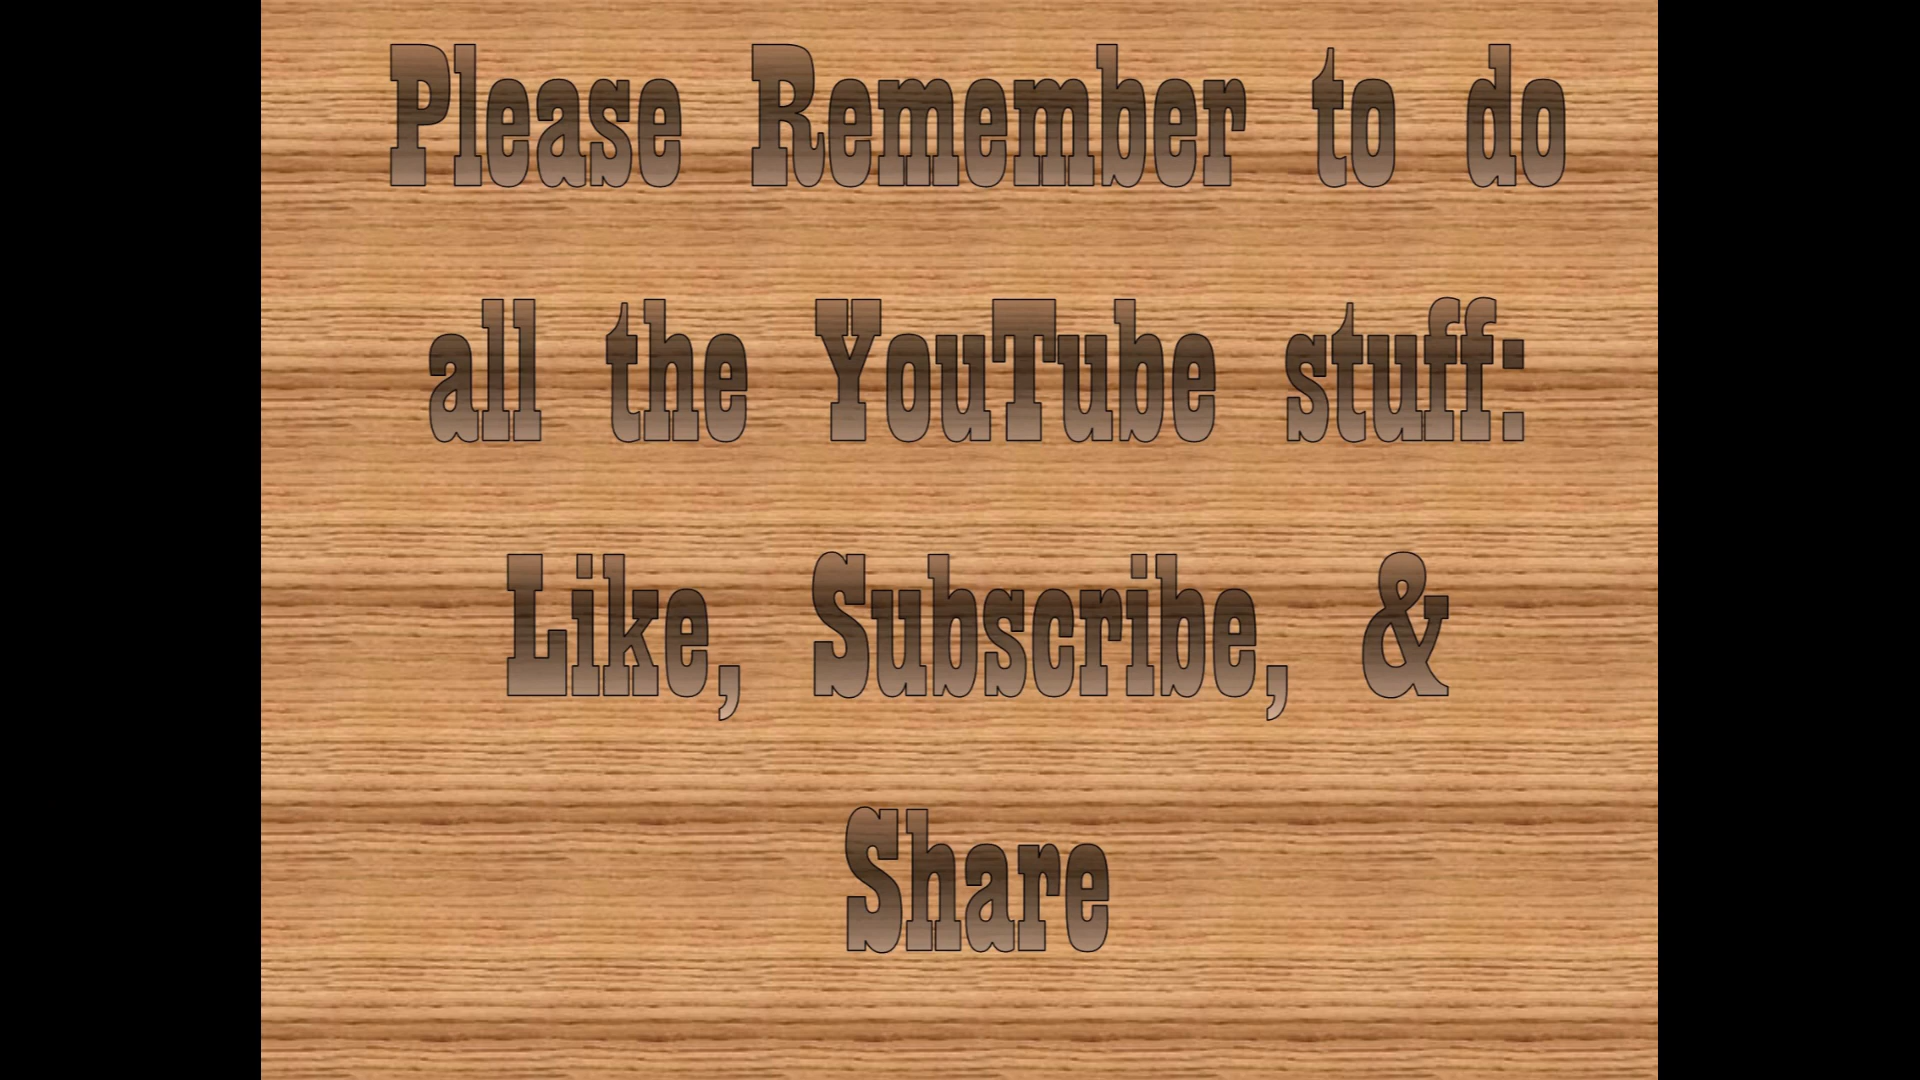 Please Remember to do
all the YouTube stuff:
Like, Subscribe, &
Share